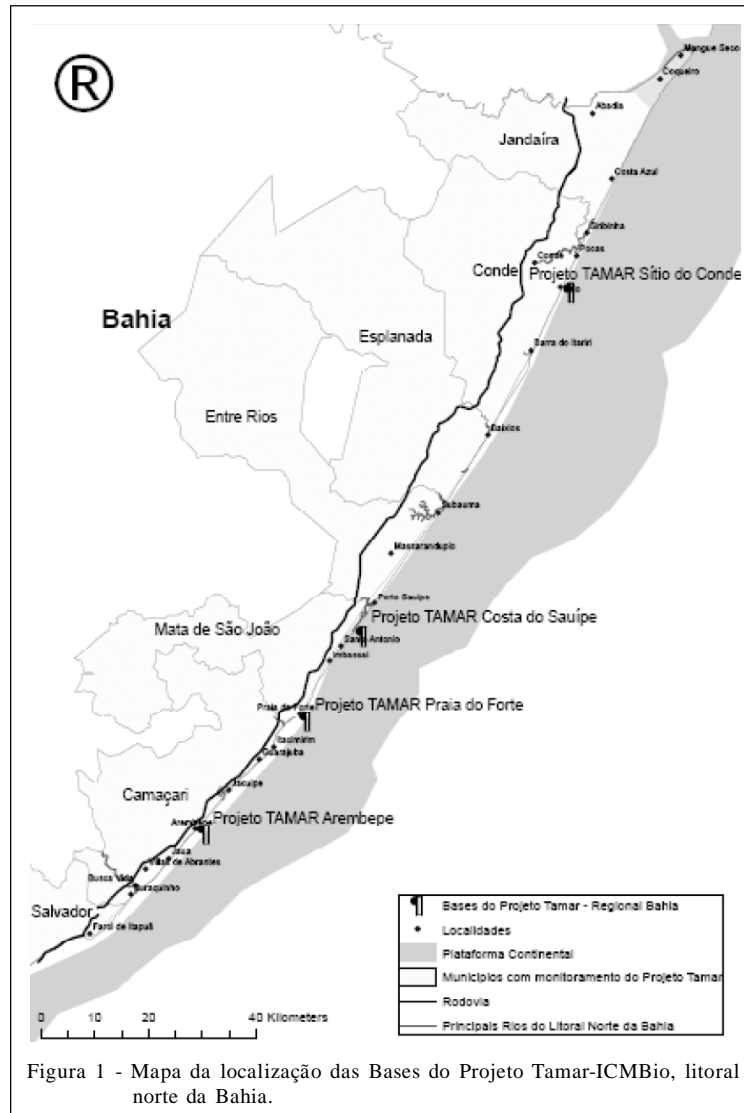 ®
Mangue Seco
Coqueiro
Abadia
Jandaíra
Costa Azul
Siribinha
Poças
Conde
Conde
Projeto TAMAR Sítio do Conde
Bahia
Esplanada
Barra do Itariri
Entre Rios
Baixios
Subauma
Massarandupio
Porto Sauípe
Projeto TAMAR Costa do Sauípe
Mata de São João
Santo Antonio
Imbassaí
Praia do Forte
Projeto TAMAR Praia do Forte
Itacimirim
Guarajuba
Jacuípe
Camaçari
Arembepe
Projeto TAMAR Arembepe
Jaua
Vilas de Abrantes
Busca Vida
Buraquinho
Salvador
Farol de Itapuã
0 10 20 40 Kilometers
Bases do Projeto Tamar - Regional Bahia
Localidades
Plataforma Continental
Municípios com monitoramento do Projeto Tamar
Rodovia
Principais Rios do Litoral Norte da Bahia
Figura 1 - Mapa da localização das Bases do Projeto Tamar-ICMBio, litoral
norte da Bahia.